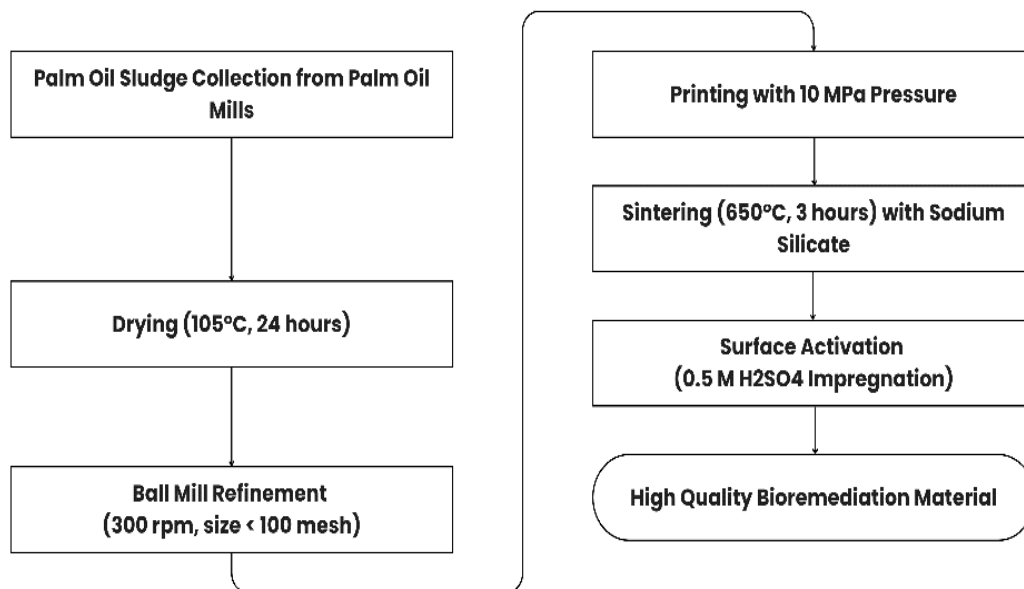 Palm Oil Sludge Collection from Palm Oil
Mills
Drying (105°C, 24 hours)
Ball Mill Refinement
(300 rpm, size < 100 mesh)
Printing with 10 MPa Pressure
Sintering (650°C, 3 hours) with Sodium
Silicate
Surface Activation
(0.5 M H2SO4 Impregnation)
High Quality Bioremediation Material